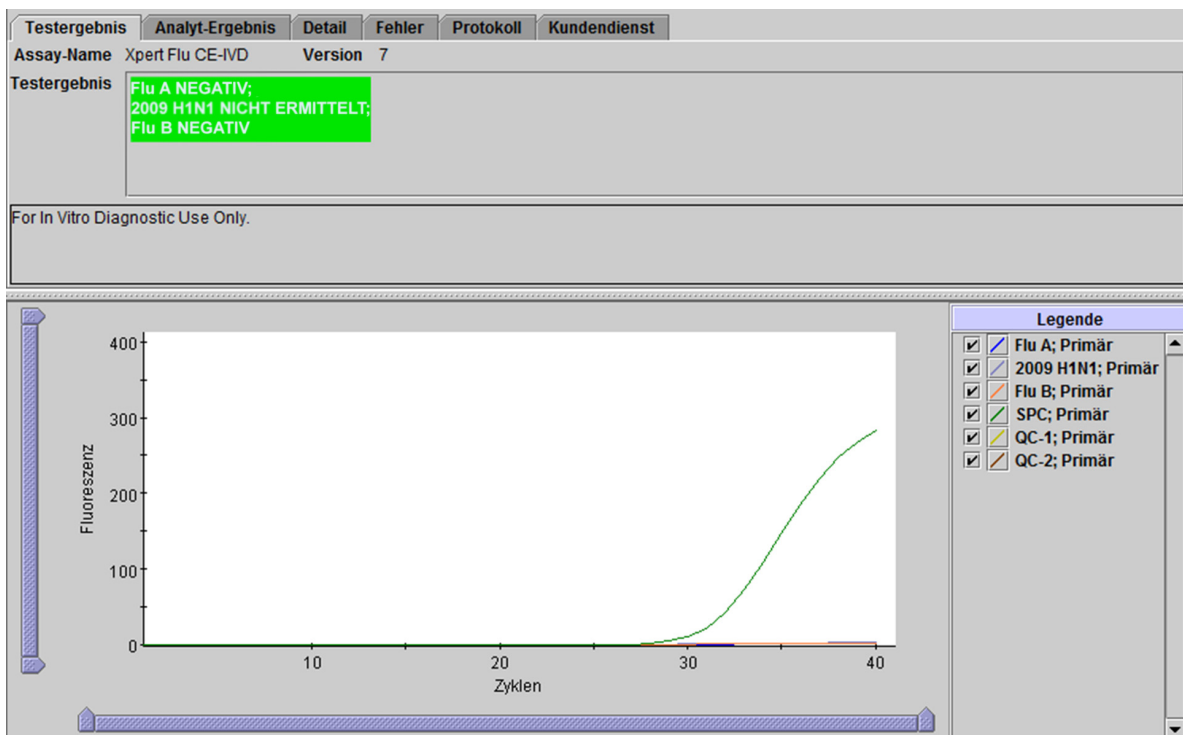 Testergebnis Analyt-Ergebnis Detail Fehler Protokoll Kundendienst
Assay-Name Xpert Flu CE-IVD Version 7
Testergebnis
Flu A NEGATIV;
2009 H1N1 NICHT ERMITTELT;
Flu B NEGATIV
For In Vitro Diagnostic Use Only.
400
300
200
100
0
Fluoreszenz
10 20 30 40
Zyklen
Legende
Flu A; Primär
2009 H1N1; Primär
Flu B; Primär
SPC; Primär
QC-1; Primär
QC-2; Primär